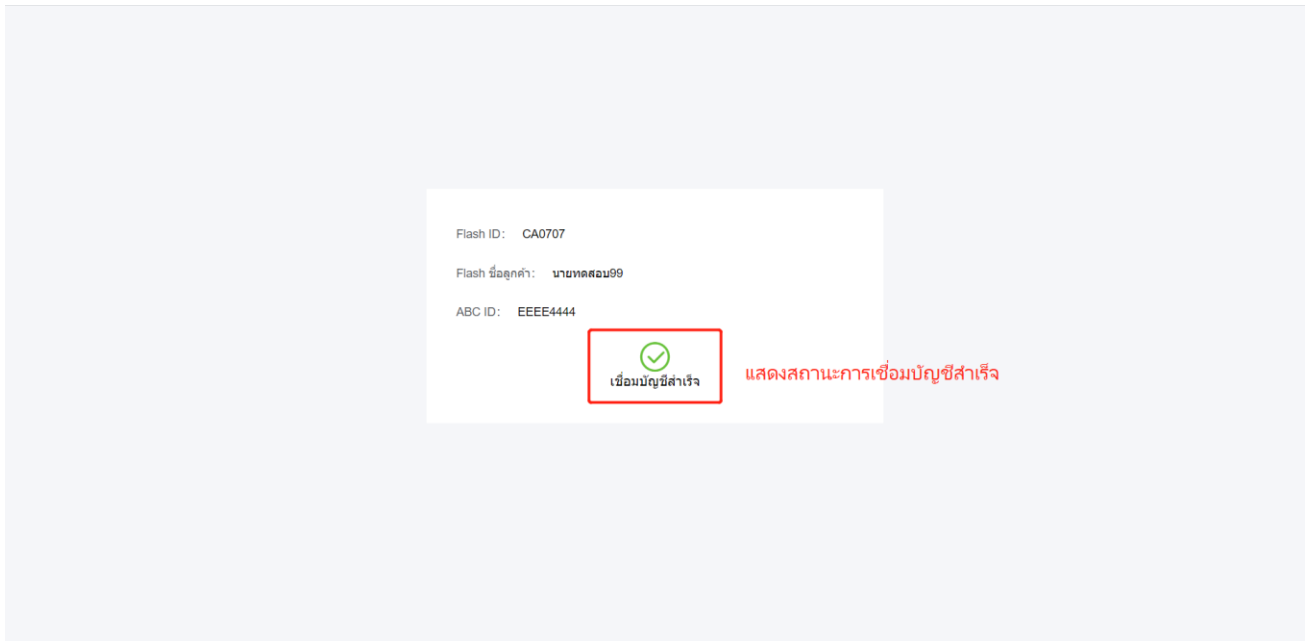 Flash ID： CA0707
Flash ชื่อลูกค้า： นายทดสอบ99
ABC ID： EEEE4444
เชื่อมบัญชีสำเร็จ
แสดงสถานะการเชื่อมบัญชีสำเร็จ